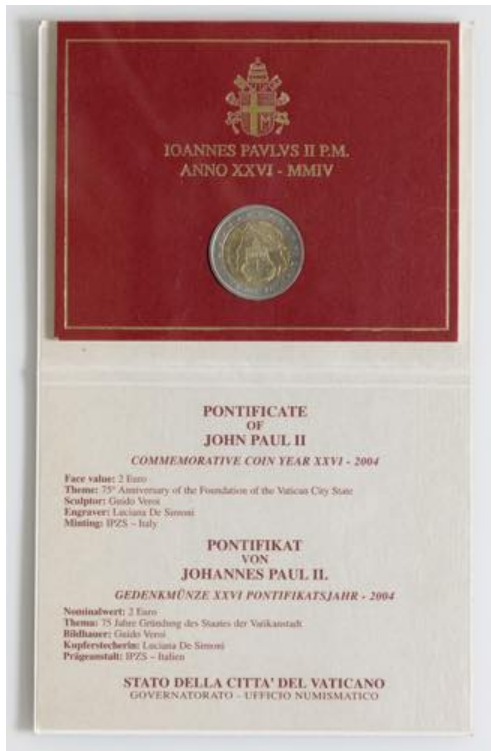 IOANNES PAVLVS II P.M.
ANNO XXVI - MMIV
PONTIFICATE
OF
JOHN PAUL II
COMMEMORATIVE COIN YEAR XXVI - 2004
Face value: 2 Euro
Theme: 75° Anniversary of the Foundation of the Vatican City State
Sculptor: Guido Veroi
Engraver: Luciana De Simoni
Minting: IPZS – Italy
PONTIFIKAT
VON
JOHANNES PAUL II.
GEDENKMÜNZE XXVI PONTIFIKATSJAHR - 2004
Nominalwert: 2 Euro
Thema: 75 Jahre Gründung des Staates der Vatikanstadt
Bildhauer: Guido Veroi
Kupferstecherin: Luciana De Simoni
Prägeanstalt: IPZS – Italien
STATO DELLA CITTA' DEL VATICANO
GOVERNATORATO - UFFICIO NUMISMATICO